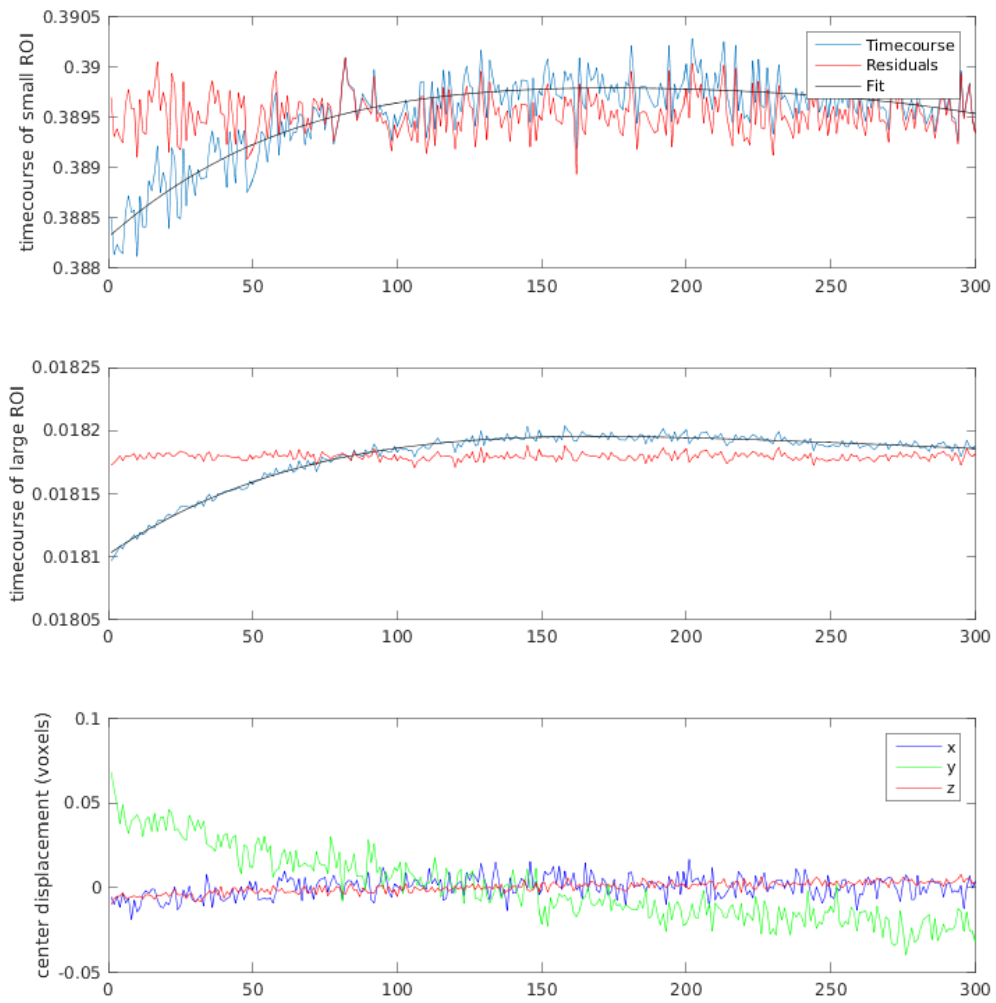 timecourse of small ROI
0.3905
0.39
0.3895
0.389
0.3885
0.388
0 50 100 150 200 250 300
Timecourse
Residuals
Fit
timecourse of large ROI
0.01825
0.0182
0.01815
0.0181
0.01805
0 50 100 150 200 250 300
center displacement (voxels)
0.1
0.05
0
-0.05
0 50 100 150 200 250 300
x
y
z